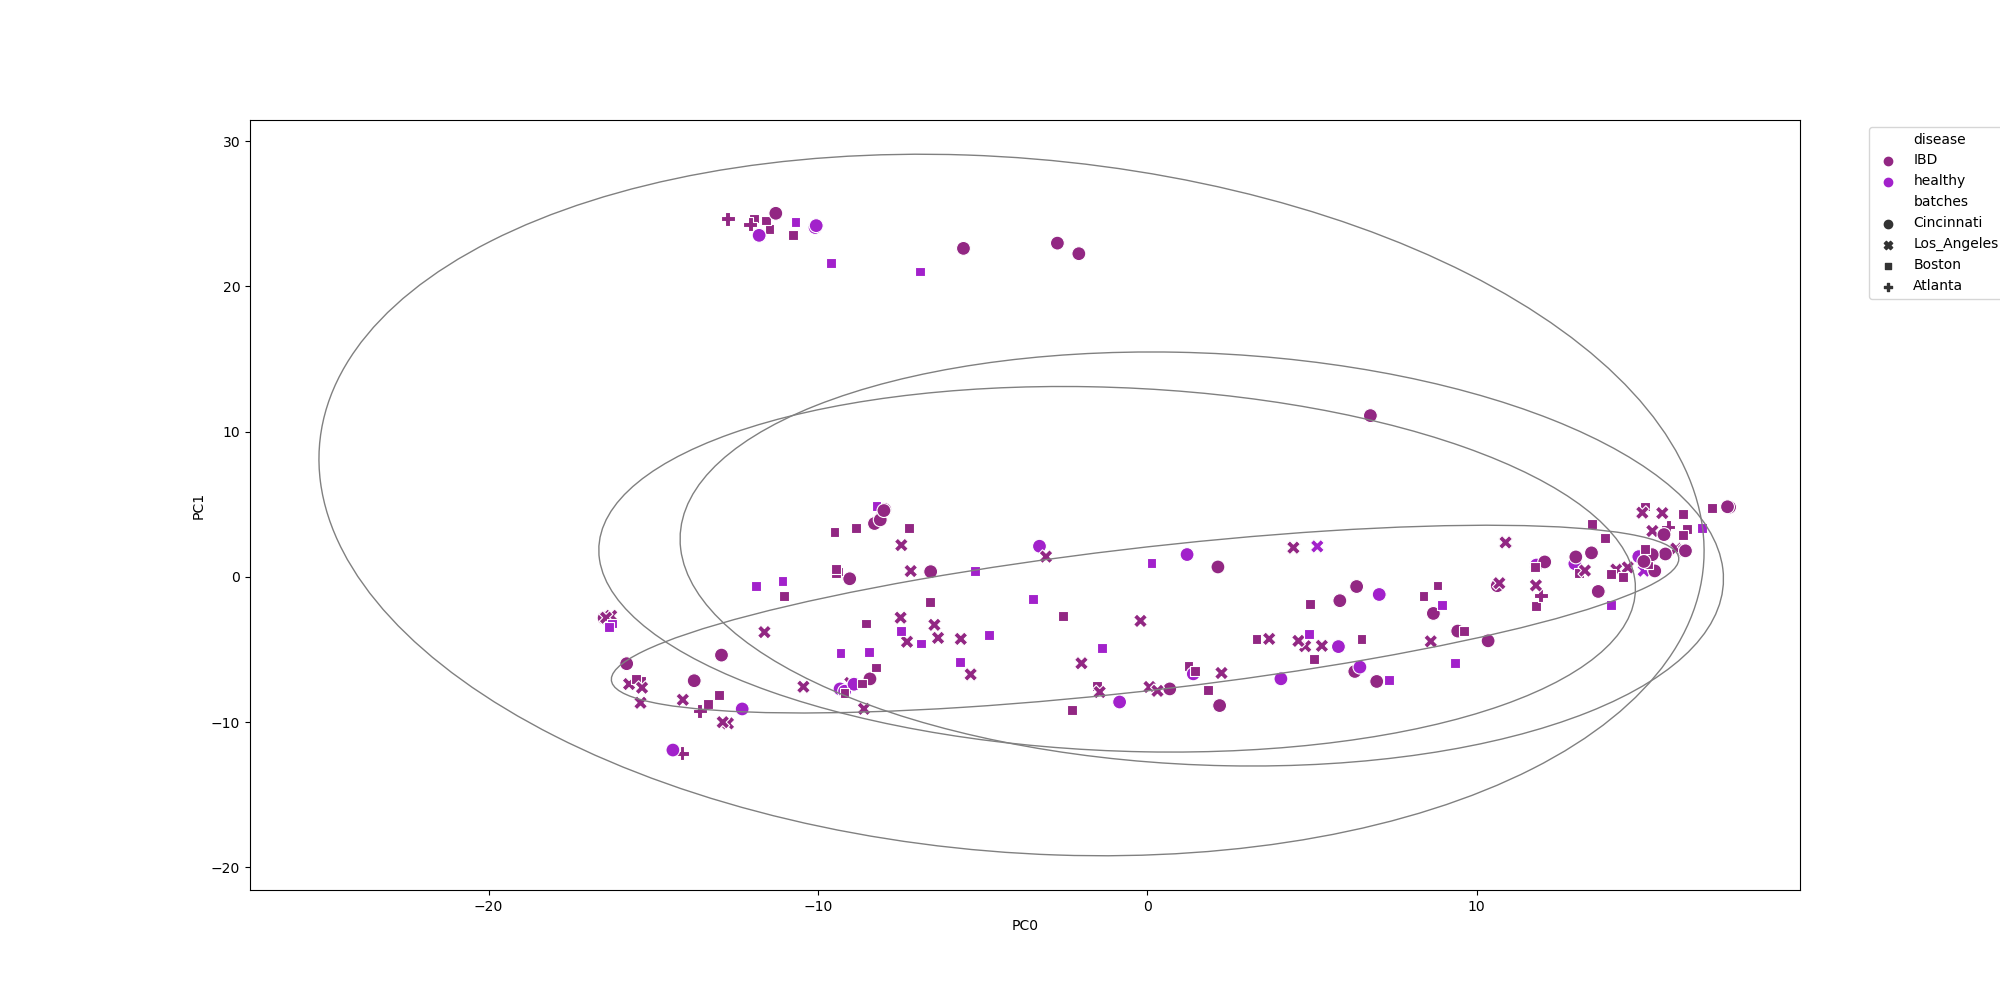 disease
IBD
healthy
batches
Cincinnati
Los_Angeles
Boston
Atlanta
30
20
10
0
−10
−20
PC1
−20
−10
0
10
PC0